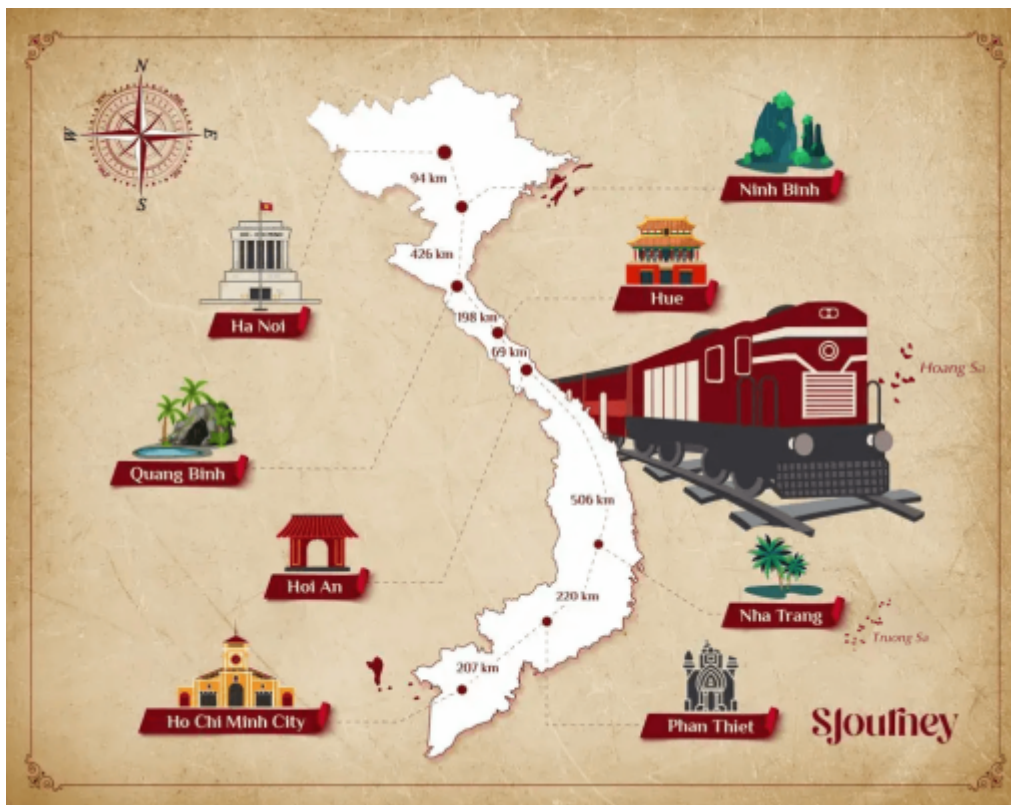 N
W
E
S
94 km
Ninh Binh
426 km
Ha Noi
Hue
198 km
69 km
Hoang Sa
Quang Binh
506 km
Hoi An
220 km
Nha Trang
Truong Sa
207 km
Ho Chi Minh City
Phan Thiet
SJourney